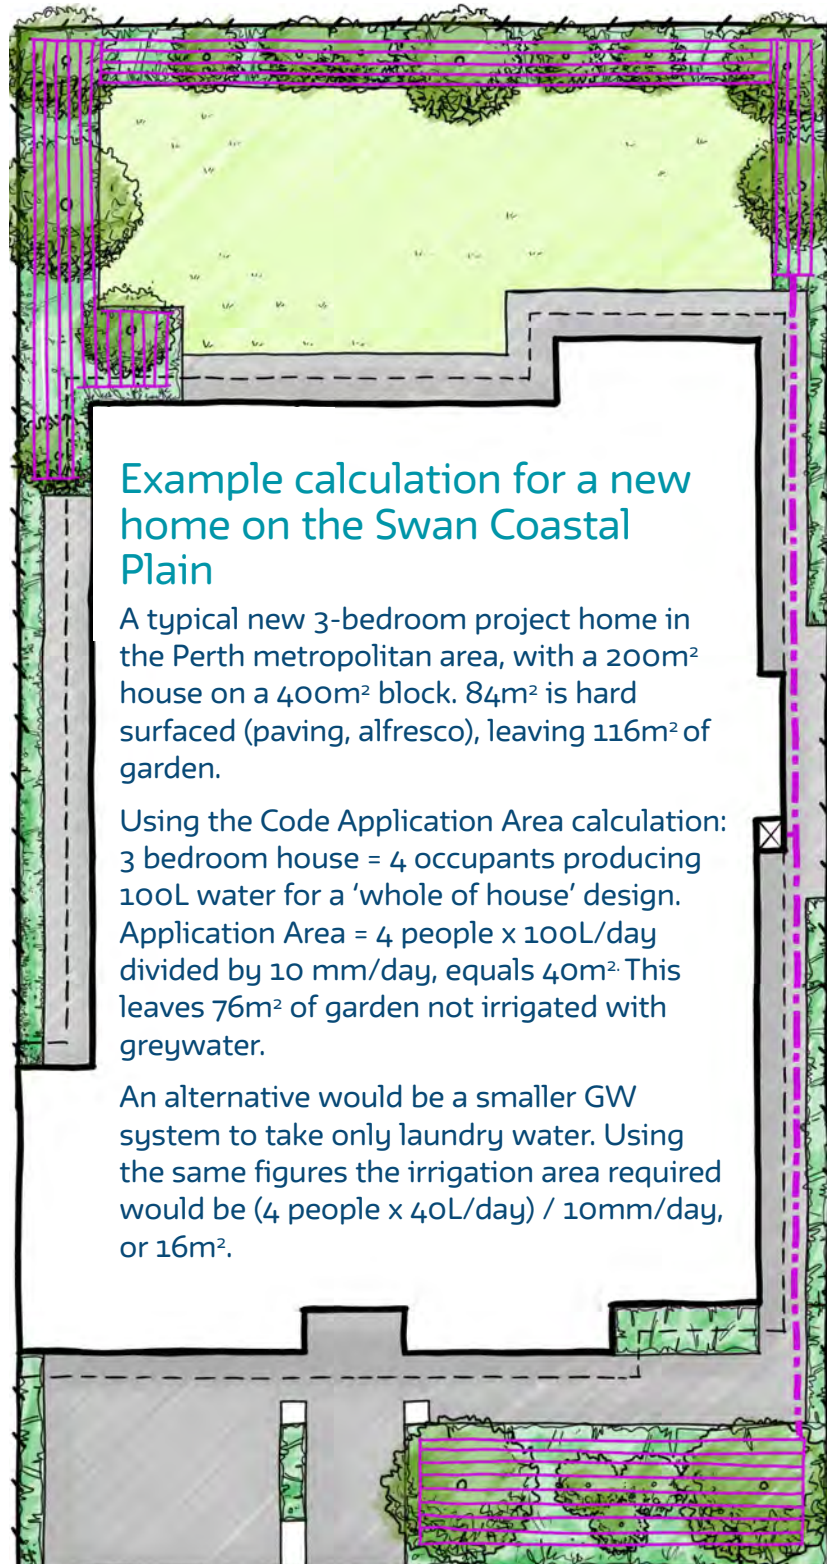 Example calculation for a new
home on the Swan Coastal
Plain
A typical new 3-bedroom project home in
the Perth metropolitan area, with a 200m²
house on a 400m² block. 84m² is hard
surfaced (paving, alfresco), leaving 116m² of
garden.
Using the Code Application Area calculation:
3 bedroom house = 4 occupants producing
100L water for a ‘whole of house’ design.
Application Area = 4 people x 100L/day
divided by 10 mm/day, equals 40m²· This
leaves 76m² of garden not irrigated with
greywater.
An alternative would be a smaller GW
system to take only laundry water. Using
the same figures the irrigation area required
would be (4 people x 40L/day) / 10mm/day,
or 16m².